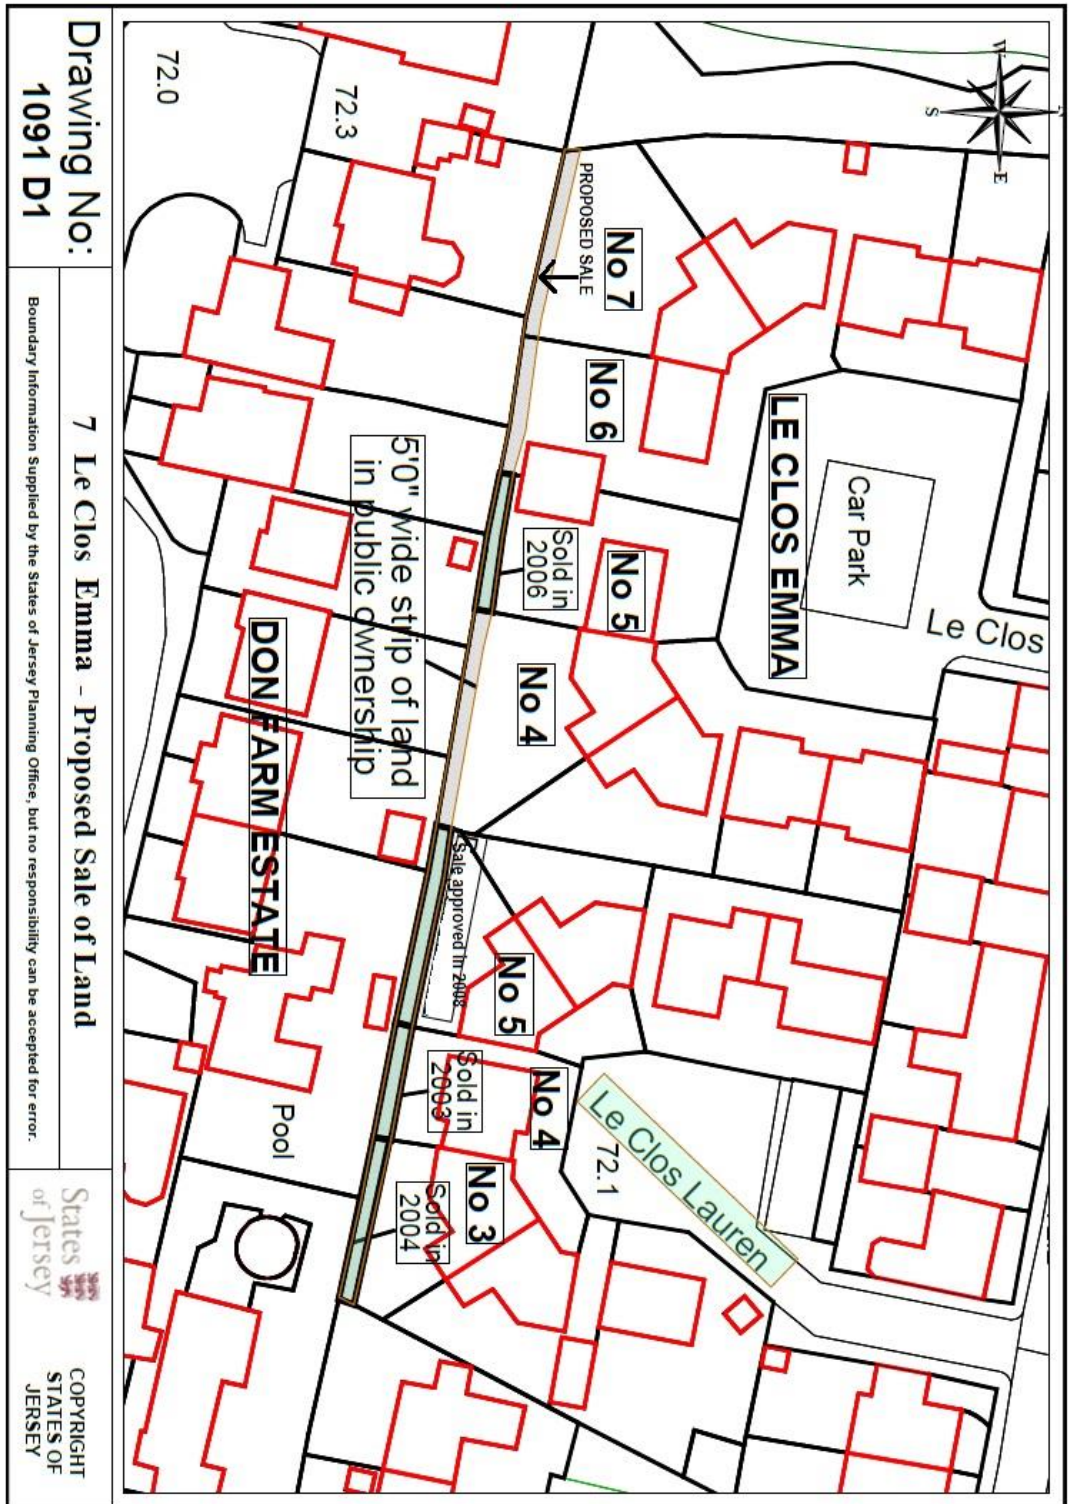 W
S
E
PROPOSED SALE
No 7
No 6
LE CLOS EMMA
Car Park
Le Clos
Sold in
2006
No 5
No 4
72.3
72.0
5'0" wide strip of land
in public ownership
DON FARM ESTATE
Sale approved in 2008
No 5
Sold in
2003
No 4
Le Clos Lauren
72.1
No 3
Sold in
2004
Pool
Drawing No:
1091 D1
7 Le Clos Emma - Proposed Sale of Land
Boundary Information Supplied by the States of Jersey Planning Office, but no responsibility can be accepted for error.
States
of Jersey
COPYRIGHT
STATES OF
JERSEY